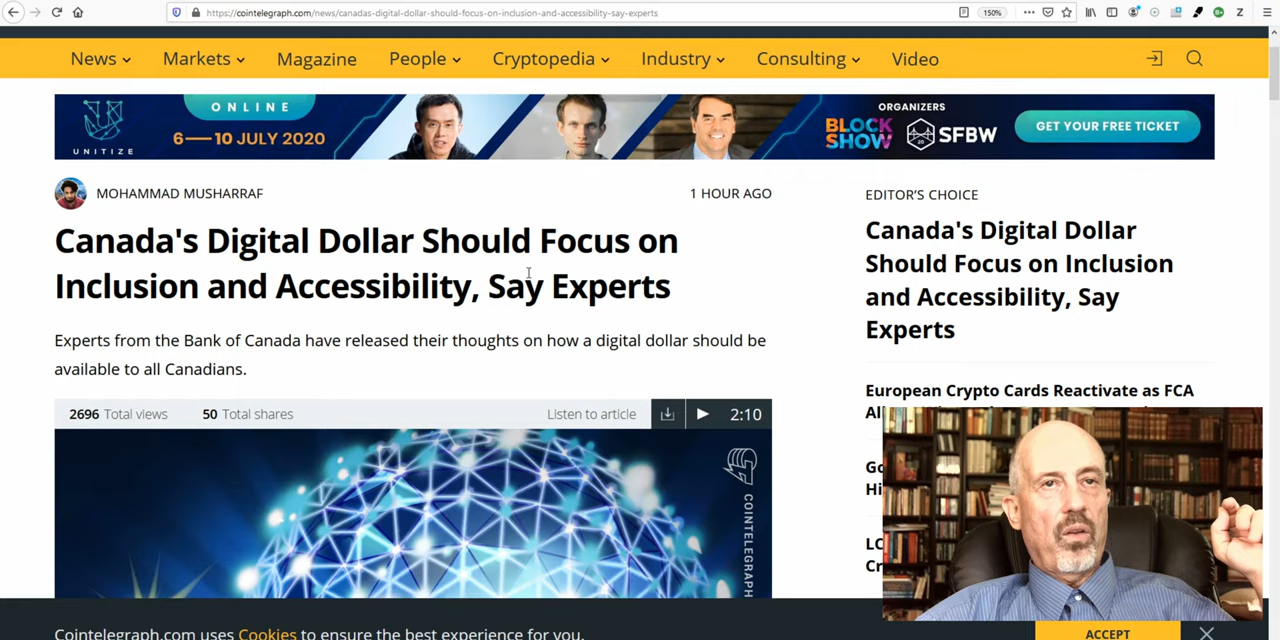 https://cointelegraph.com/news/canadas-digital-dollar-should-focus-on-inclusion-and-accessibility-say-experts
150%
Z
News Markets Magazine People Cryptopedia Industry Consulting Video
UNITIZE
ONLINE
6—10 JULY 2020
ORGANIZERS
BLOCK
SHOW
SFBW
20
GET YOUR FREE TICKET
MOHAMMAD MUSHARRAF
1 HOUR AGO
Canada's Digital Dollar Should Focus on
Inclusion and Accessibility, Say Experts
Experts from the Bank of Canada have released their thoughts on how a digital dollar should be
available to all Canadians.
2696 Total views 50 Total shares Listen to article 2:10
COINTELEGRAPH
EDITOR'S CHOICE
Canada's Digital Dollar
Should Focus on Inclusion
and Accessibility, Say
Experts
European Crypto Cards Reactivate as FCA
Al
Go
Hi
LC
Cr
Cointelegraph.com uses Cookies to ensure the best experience for you.
ACCEPT